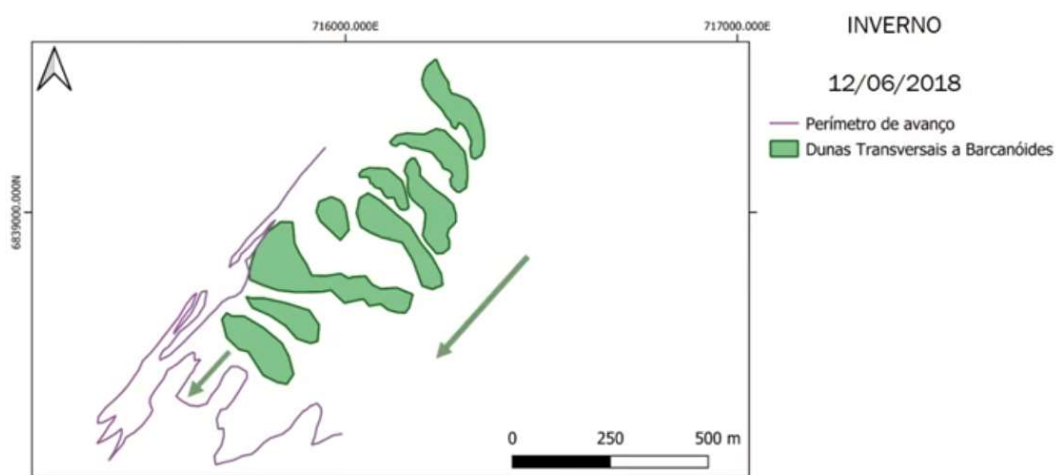 716000.000E
717000.000E
INVERNO
12/06/2018
Perímetro de avanço
Dunas Transversais a Barcanóides
6839000.000N
0 250 500 m